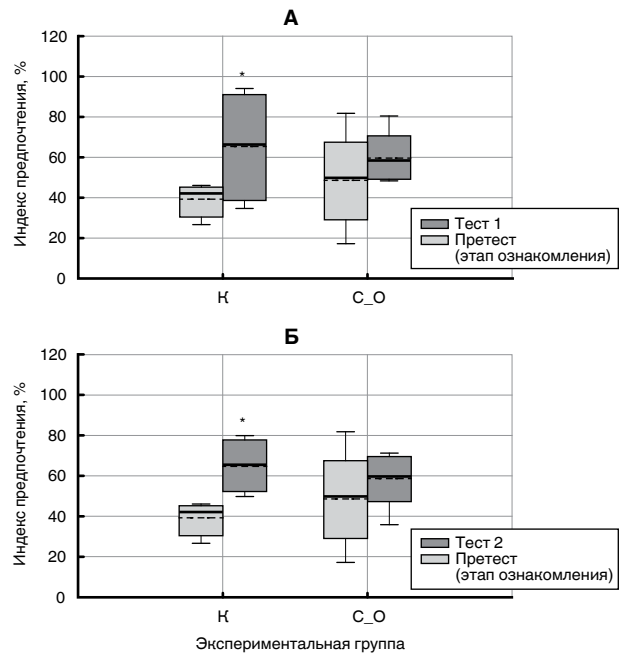 А
Индекс предпочтения, %
120
100
80
60
40
20
0
*
К
С_О
Тест 1
Претест
(этап ознакомления)
Б
Индекс предпочтения, %
120
100
80
60
40
20
0
*
К
С_О
Тест 2
Претест
(этап ознакомления)
Экспериментальная группа